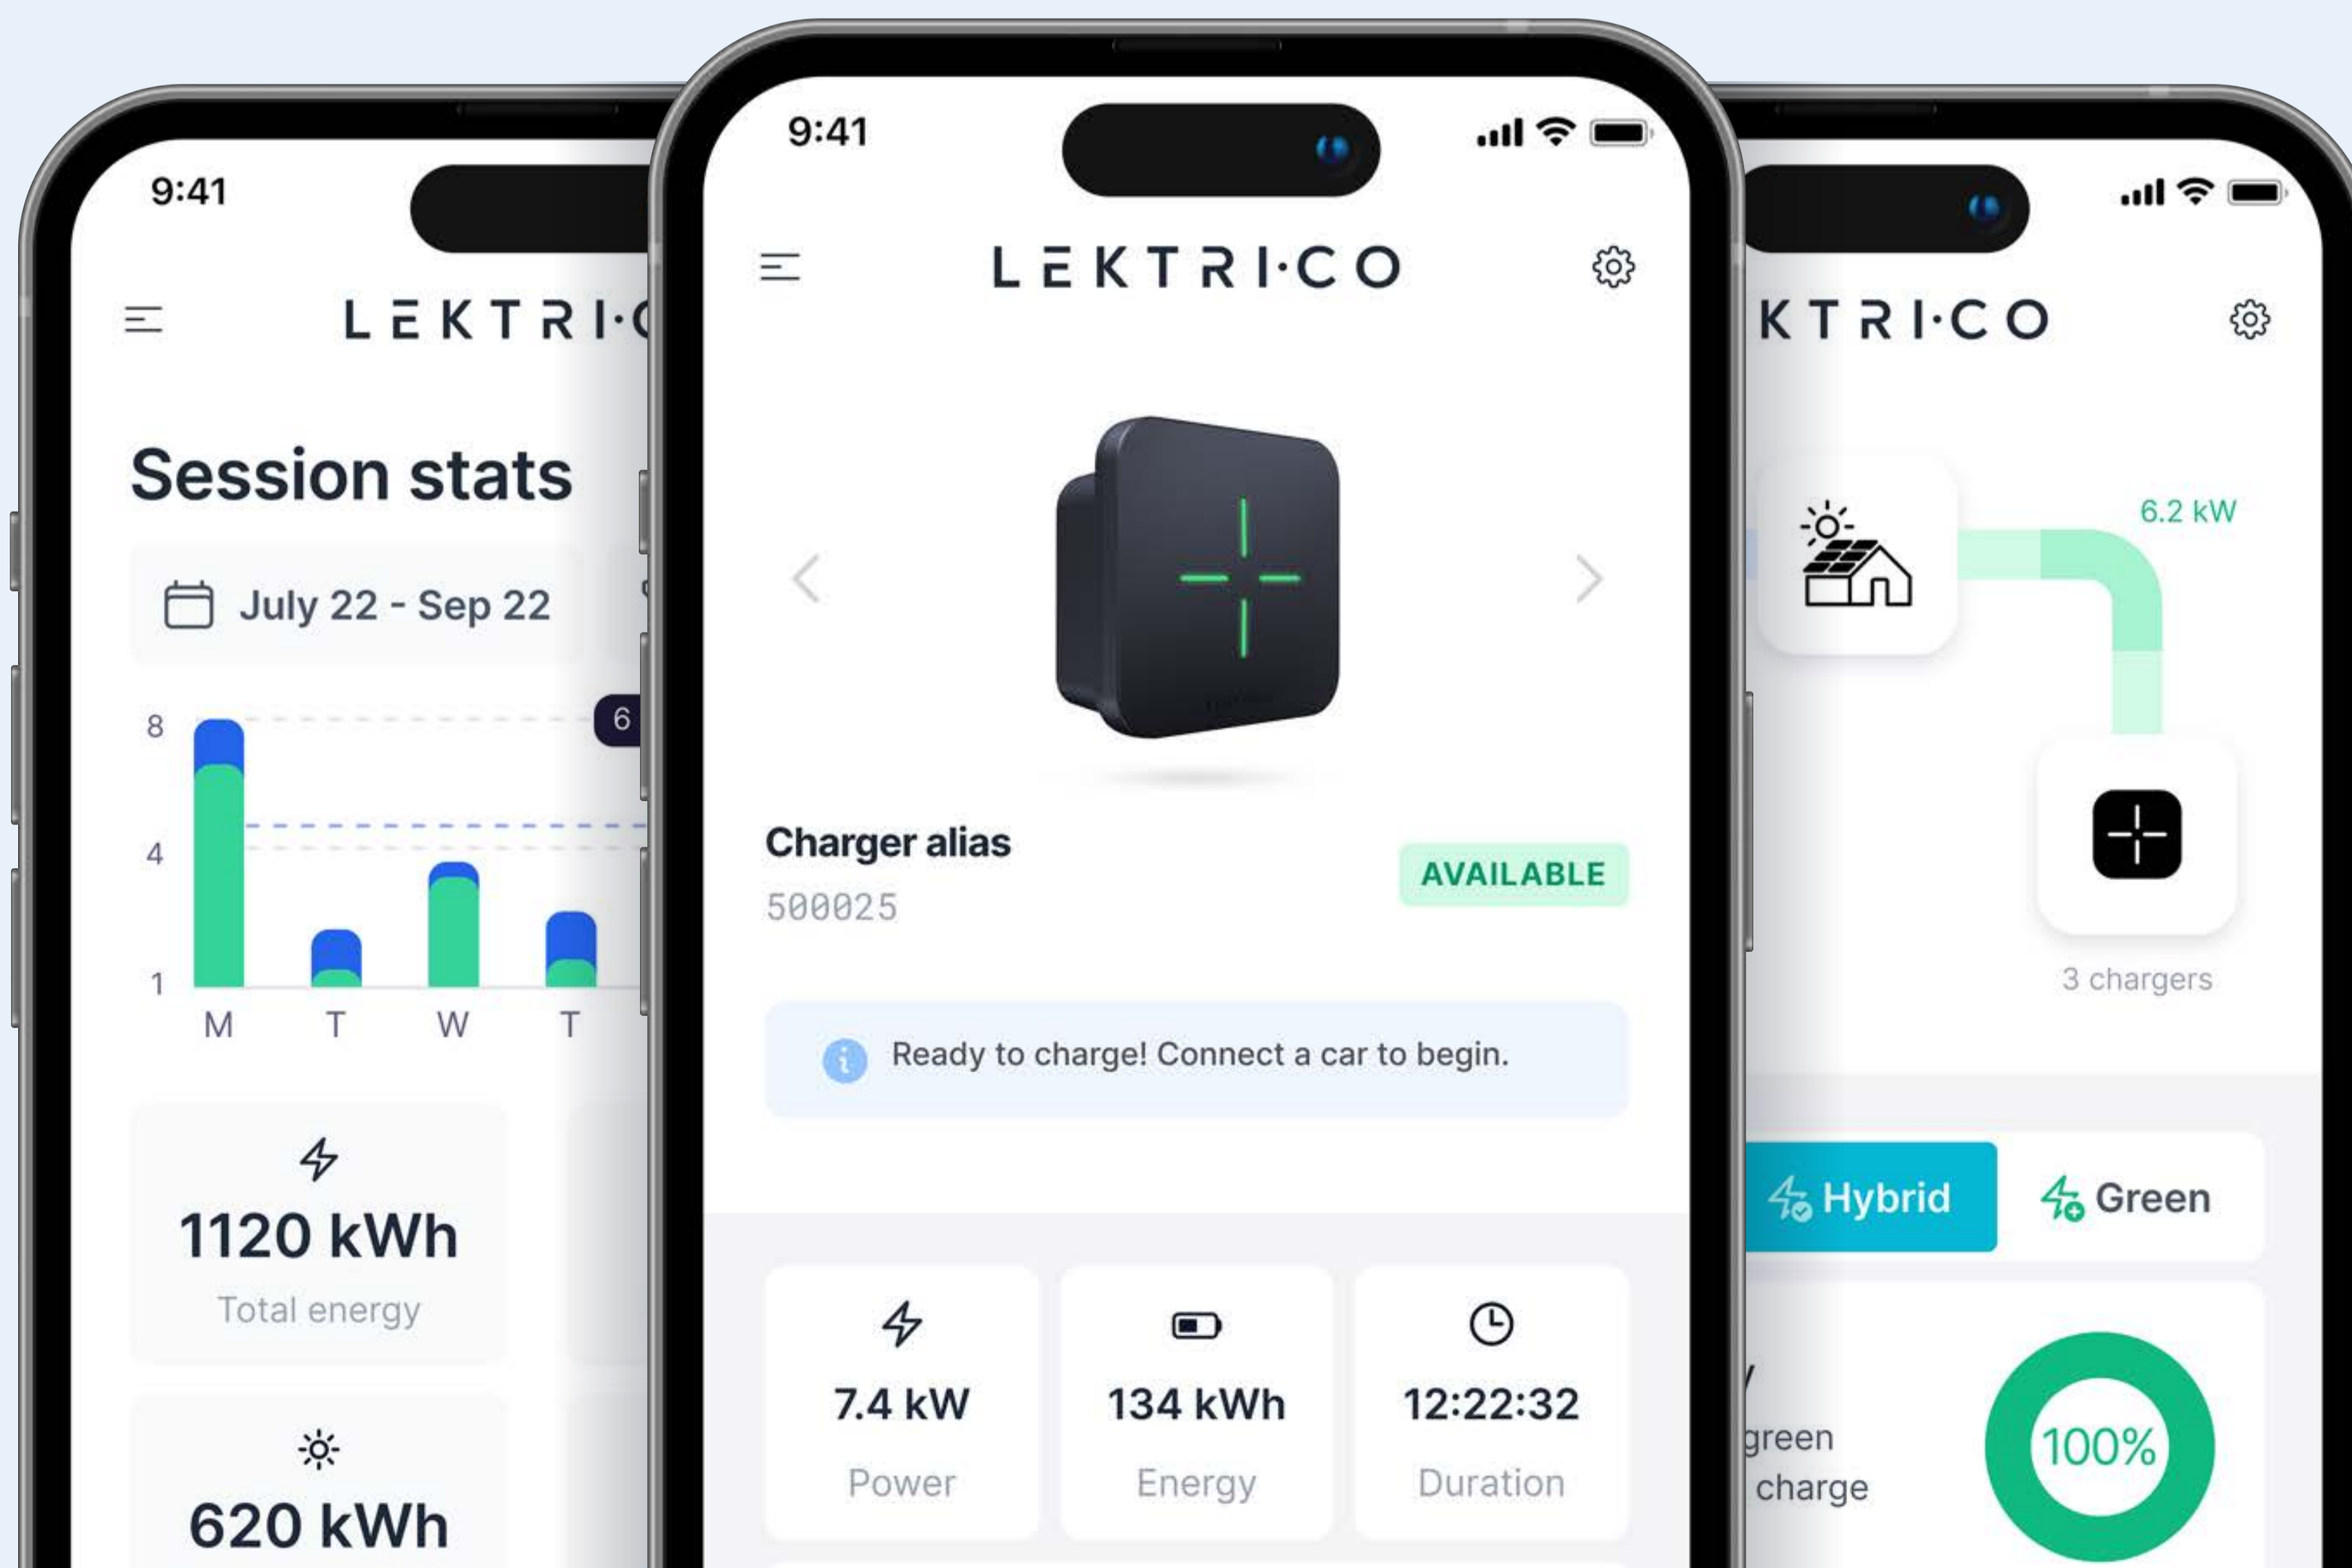 9:41
LEKTRI·C
Session stats
July 22 - Sep 22
8
6
4
1
M T W T
1120 kWh
Total energy
620 kWh
9:41
LEKTRI·CO
Charger alias
500025
AVAILABLE
Ready to charge! Connect a car to begin.
7.4 kW
Power
134 kWh
Energy
12:22:32
Duration
KTRI·CO
6.2 kW
3 chargers
Hybrid
Green
green
charge
100%